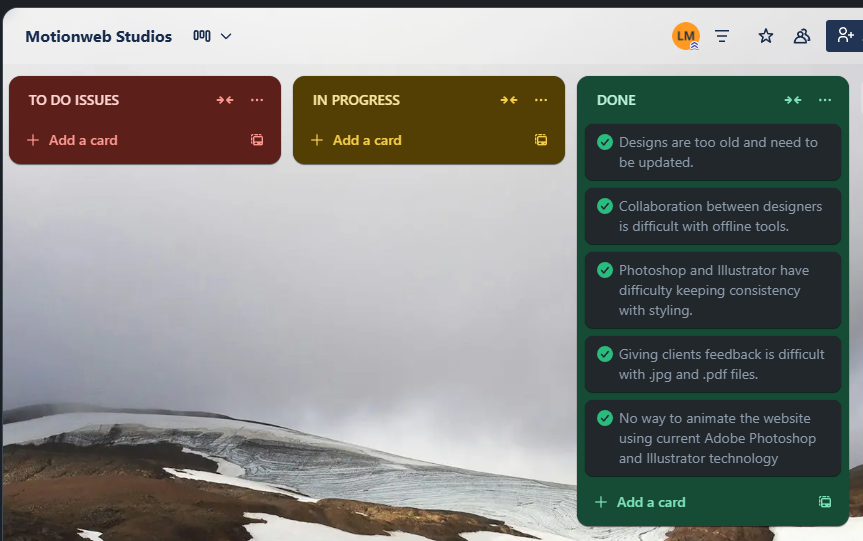 Motionweb Studios
LM
TO DO ISSUES
+ Add a card
IN PROGRESS
+ Add a card
DONE
Designs are too old and need to
be updated.
Collaboration between designers
is difficult with offline tools.
Photoshop and Illustrator have
difficulty keeping consistency
with styling.
Giving clients feedback is difficult
with .jpg and .pdf files.
No way to animate the website
using current Adobe Photoshop
and Illustrator technology
+ Add a card